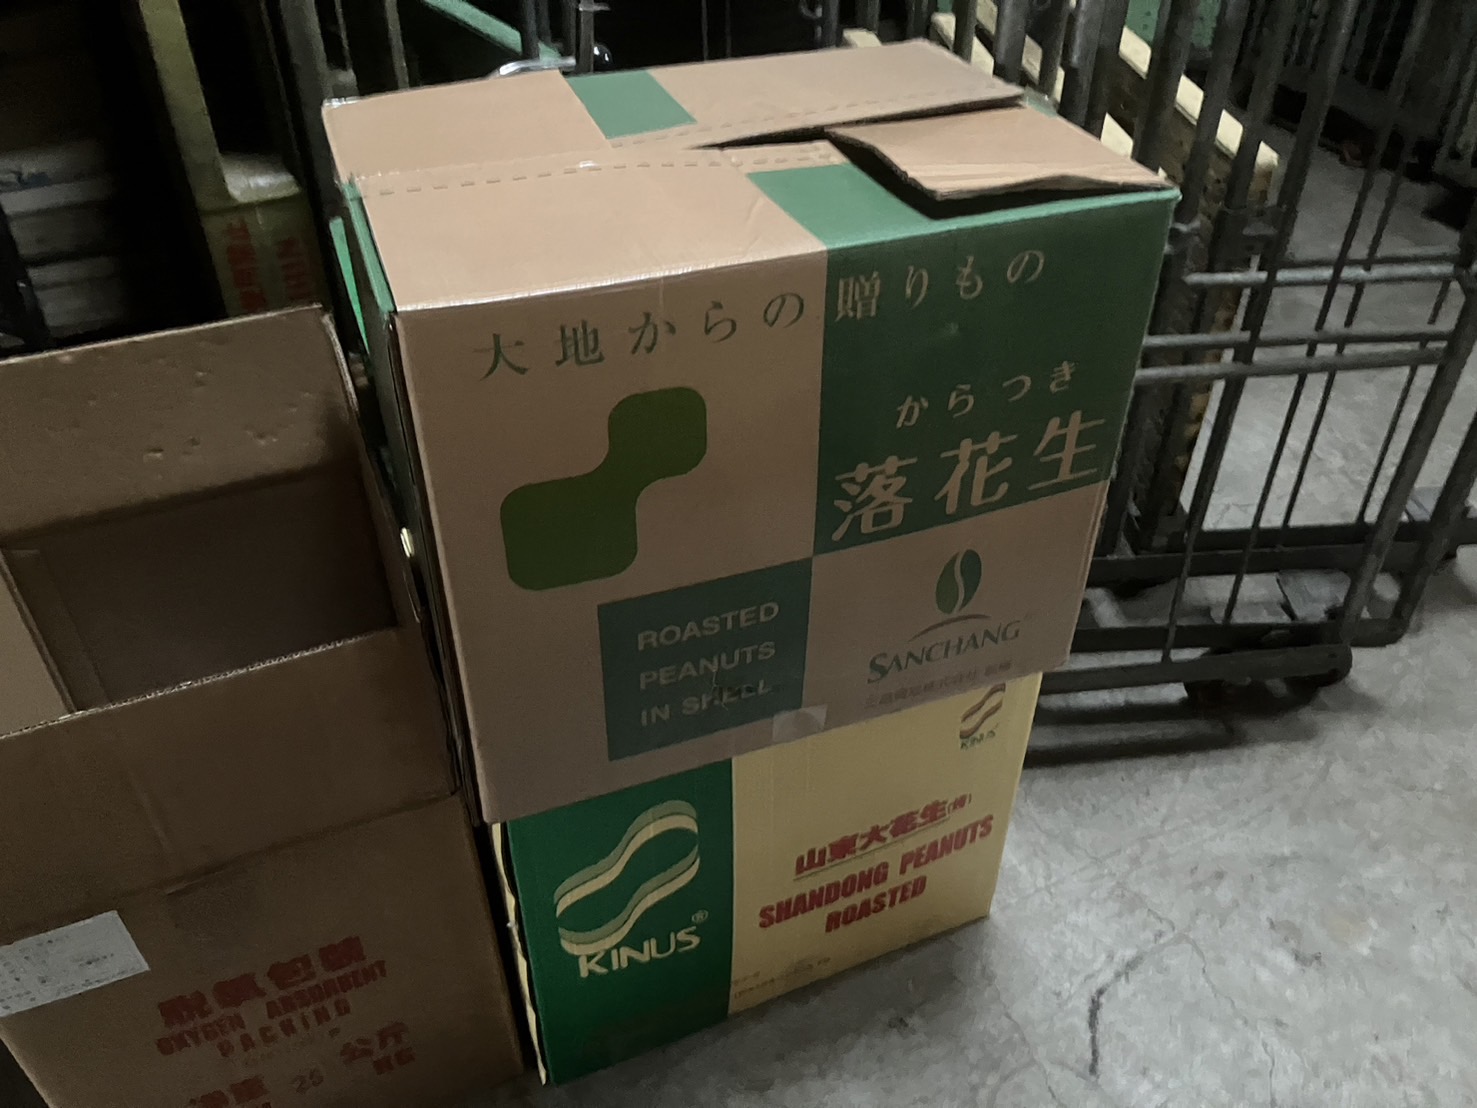 大地からの贈りもの
からつき
落花生
ROASTED
PEANUTS
IN SHELL
SANCHANG
KINUS
山東大花生
SHANDONG PEANUTS
ROASTED
KINUS®
脱氧包装
OXYGEN ABSORBENT
PACKING
公斤
KG